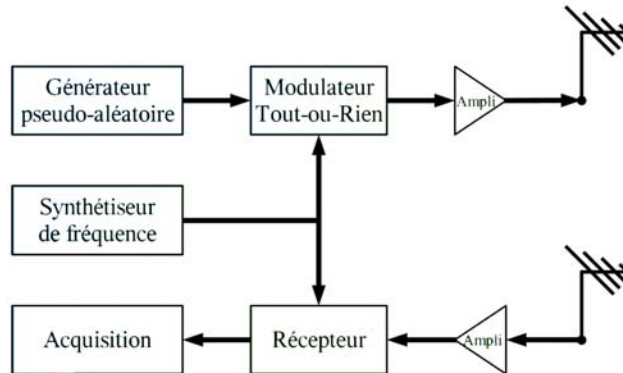 Générateur
pseudo-aléatoire
Modulateur
Tout-ou-Rien
Ampli
Synthétiseur
de fréquence
Acquisition
Récepteur
Ampli